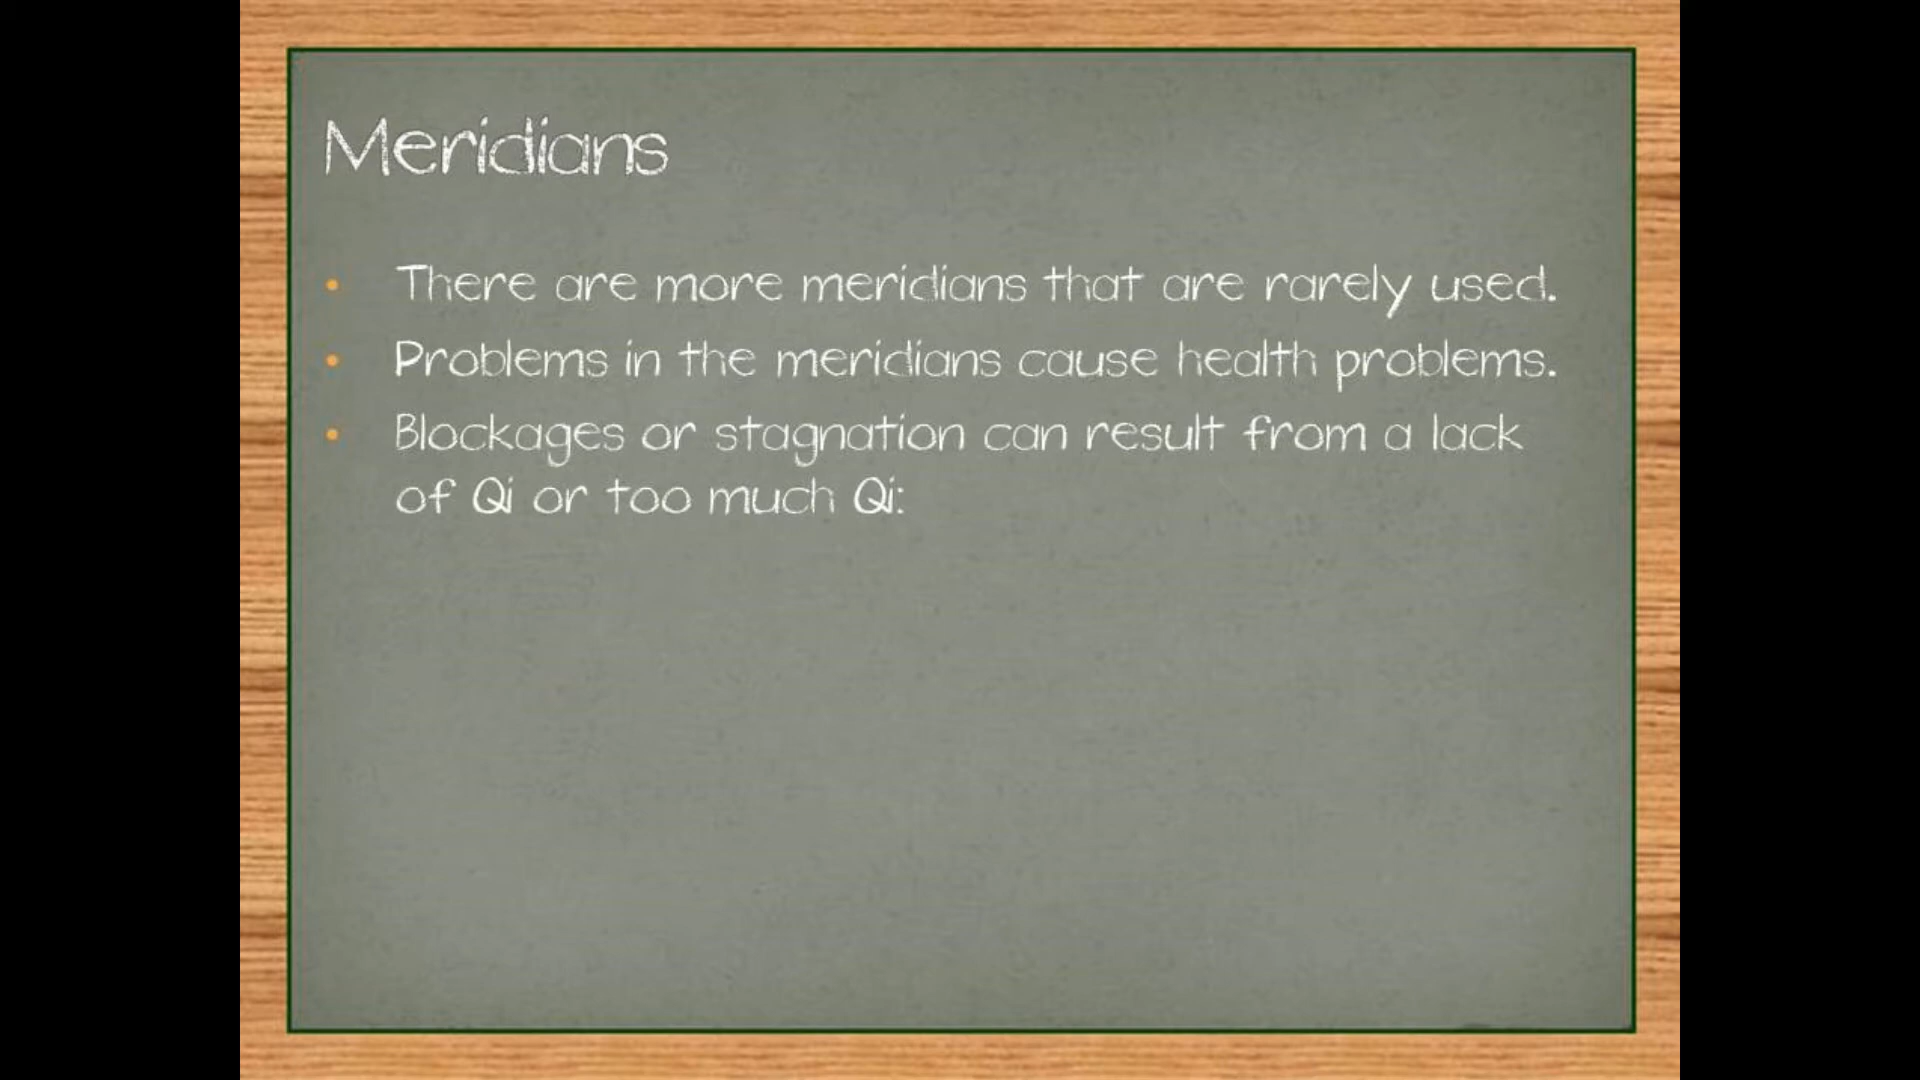 Meridians
• There are more meridians that are rarely used.
• Problems in the meridians cause health problems.
• Blockages or stagnation can result from a lack
of Qi or too much Qi: